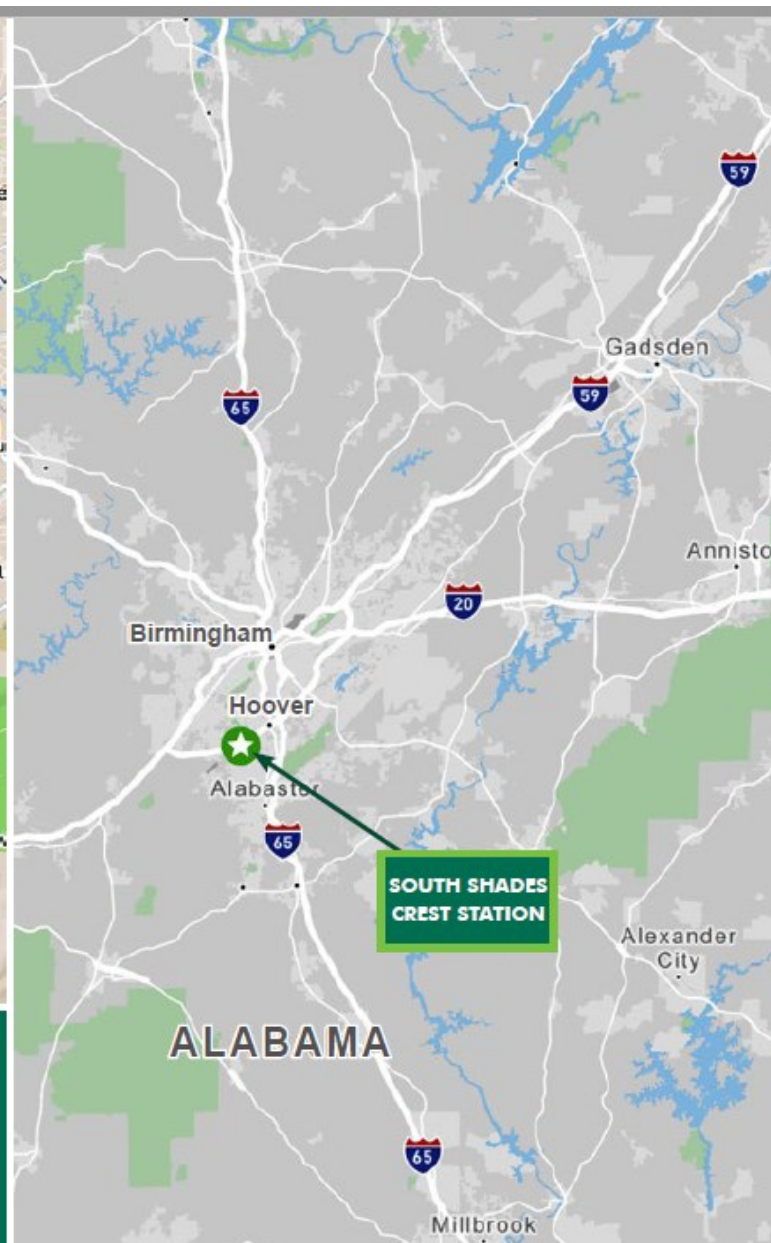 59
Gadsden
65
59
Annisto
20
Birmingham
Hoover
Alabaster
65
SOUTH SHADES
CREST STATION
Alexander
City
ALABAMA
65
Millbrook